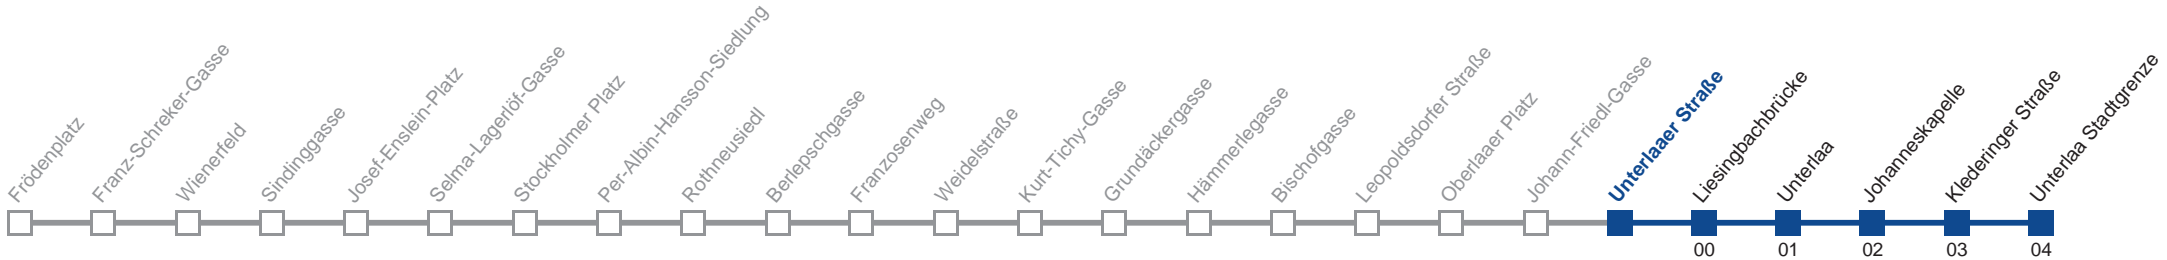 Frödenplatz
Franz-Schreker-Gasse
Wienerfeld
Sindinggasse
Josef-Enslein-Platz
Selma-Lagerlöf-Gasse
Stockholmer Platz
Per-Albin-Hansson-Siedlung
Rothneusiedl
Berlepschgasse
Franzosenweg
Weidelstraße
Kurt-Tichy-Gasse
Grundäckergasse
Hämmerlegasse
Bischofgasse
Leopoldsdorfer Straße
Oberlaaer Platz
Johann-Friedl-Gasse
Unterlaaer Straße
Liesingbachbrücke
Unterlaa
Johanneskapelle
Klederinger Straße
Unterlaa Stadtgrenze
00 01 02 03 04